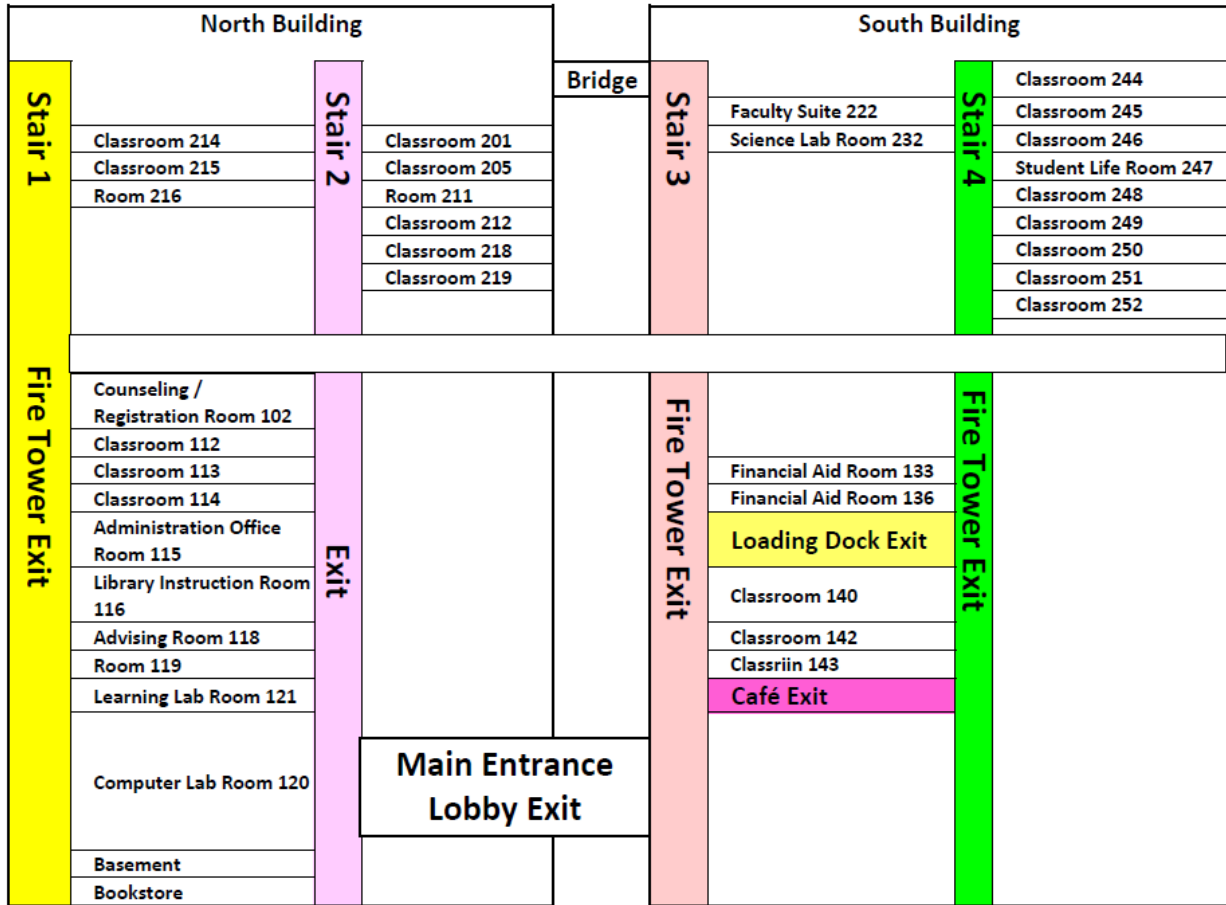 North Building
South Building
Bridge
Stair 1
Stair 2
Stair 3
Stair 4
Classroom 214
Classroom 215
Room 216
Classroom 201
Classroom 205
Room 211
Classroom 212
Classroom 218
Classroom 219
Faculty Suite 222
Science Lab Room 232
Classroom 244
Classroom 245
Classroom 246
Student Life Room 247
Classroom 248
Classroom 249
Classroom 250
Classroom 251
Classroom 252
Fire Tower Exit
Counseling /
Registration Room 102
Classroom 112
Classroom 113
Classroom 114
Administration Office
Room 115
Library Instruction Room
116
Advising Room 118
Room 119
Learning Lab Room 121
Computer Lab Room 120
Basement
Bookstore
Exit
Main Entrance
Lobby Exit
Fire Tower Exit
Financial Aid Room 133
Financial Aid Room 136
Loading Dock Exit
Classroom 140
Classroom 142
Classriin 143
Café Exit
Fire Tower Exit